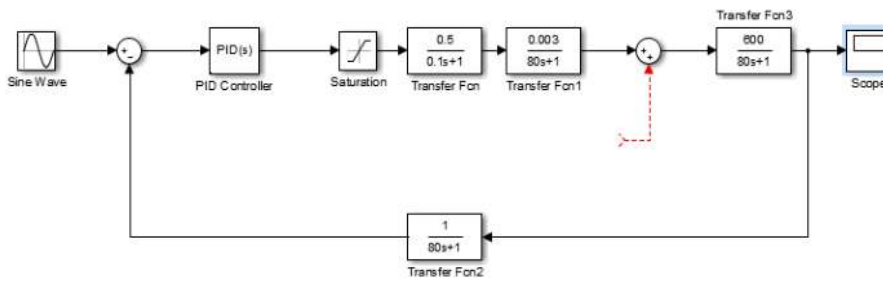 Transfer Fcn3
PID(s)
0.5
0.1s+1
0.003
80s+1
600
80s+1
Sine Wave
PID Controller
Saturation
Transfer Fcn
Transfer Fcn1
Scope
1
80s+1
Transfer Fcn2